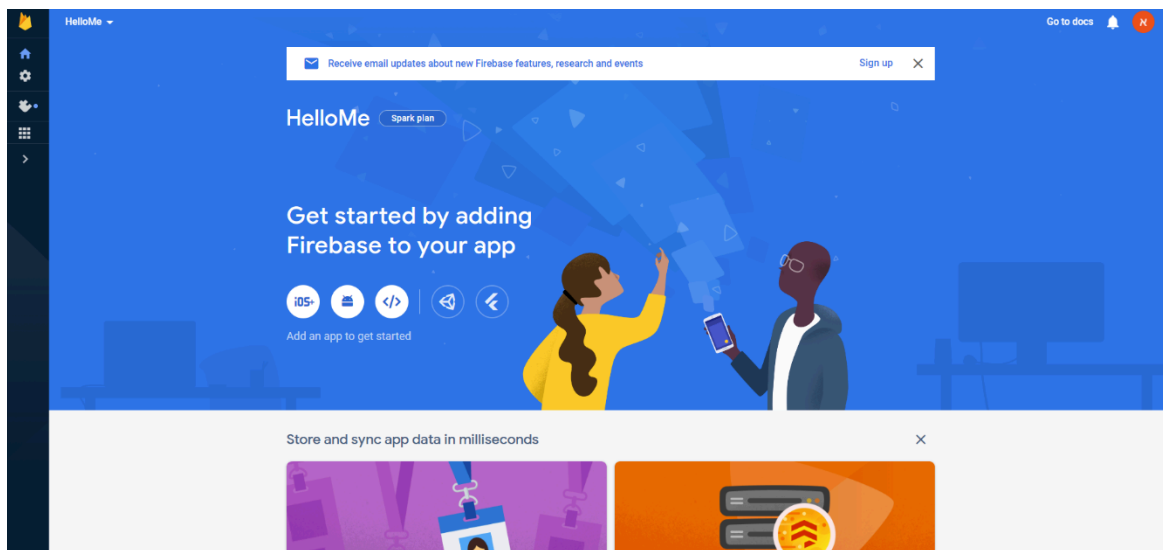 HelloMe
Go to docs
א
Receive email updates about new Firebase features, research and events
Sign up
HelloMe
Spark plan
Get started by adding
Firebase to your app
iOS+
</>
Add an app to get started
Store and sync app data in milliseconds